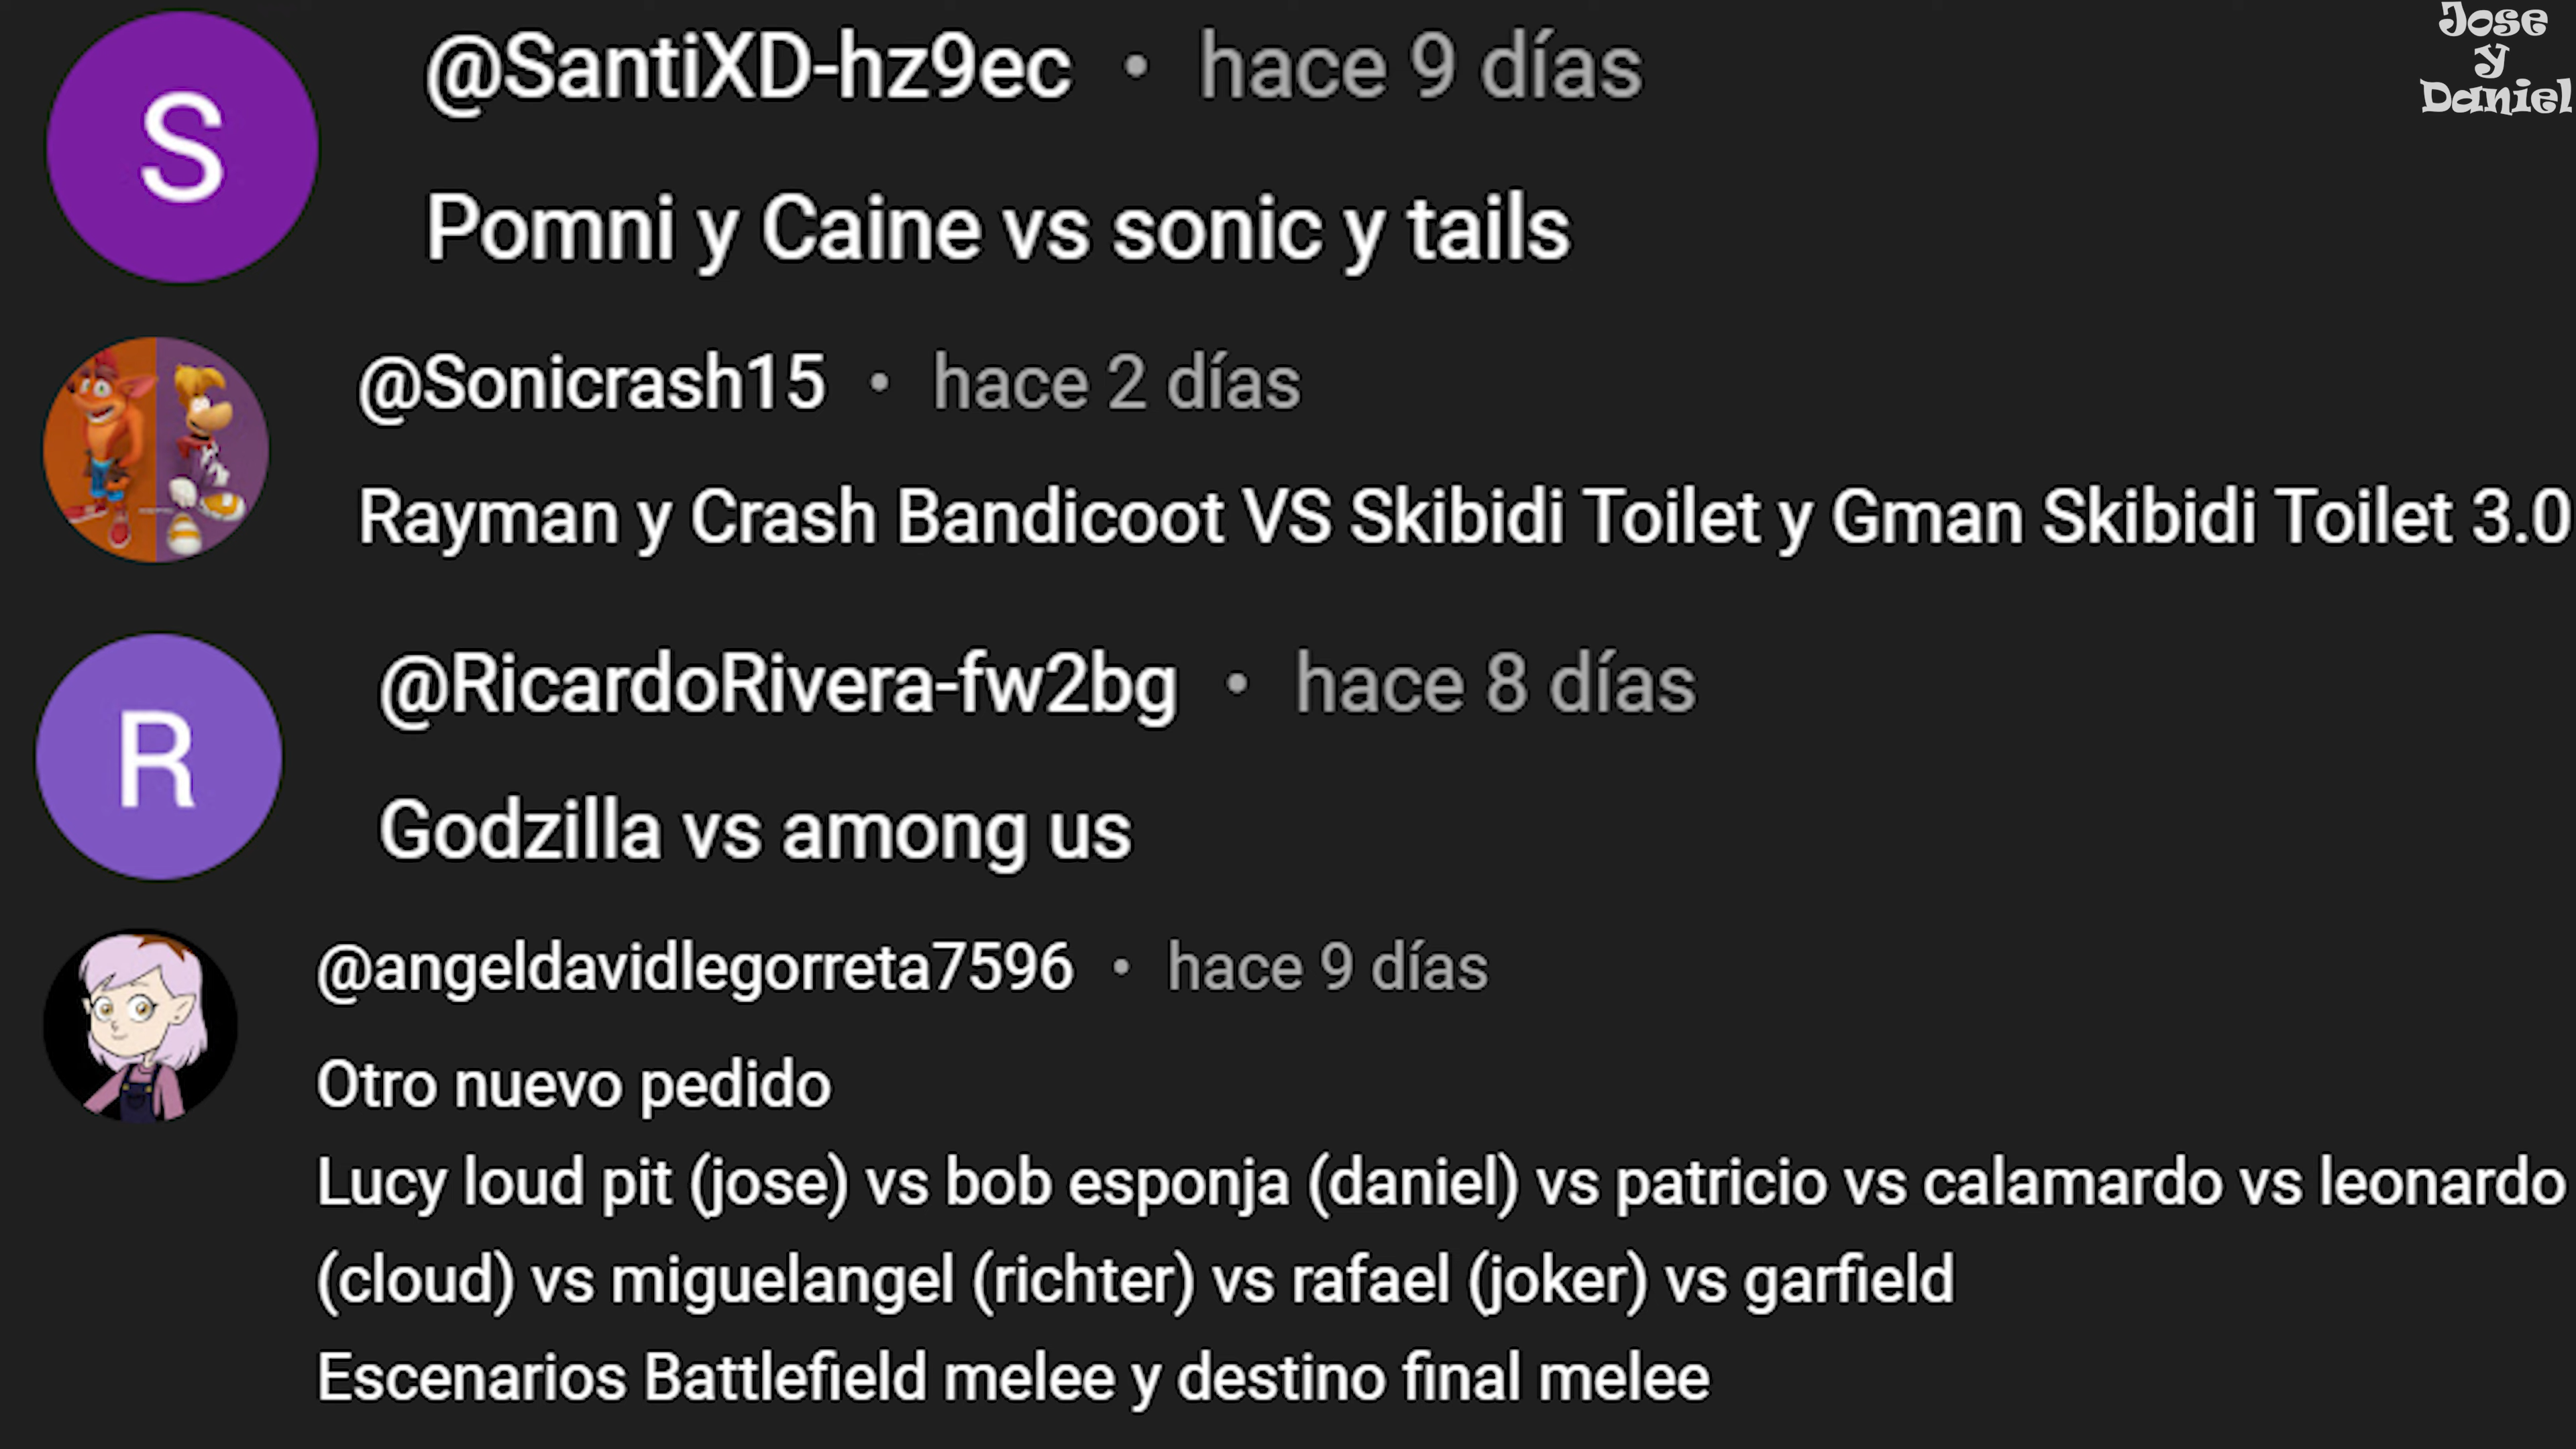 Jose
y
Daniel
S
@SantiXD-hz9ec • hace 9 días
Pomni y Caine vs sonic y tails
@Sonicrash15 • hace 2 días
Rayman y Crash Bandicoot VS Skibidi Toilet y Gman Skibidi Toilet 3.0
R
@RicardoRivera-fw2bg • hace 8 días
Godzilla vs among us
@angeldavidlegorreta7596 • hace 9 días
Otro nuevo pedido
Lucy loud pit (jose) vs bob esponja (daniel) vs patricio vs calamardo vs leonardo
(cloud) vs miguelangel (richter) vs rafael (joker) vs garfield
Escenarios Battlefield melee y destino final melee